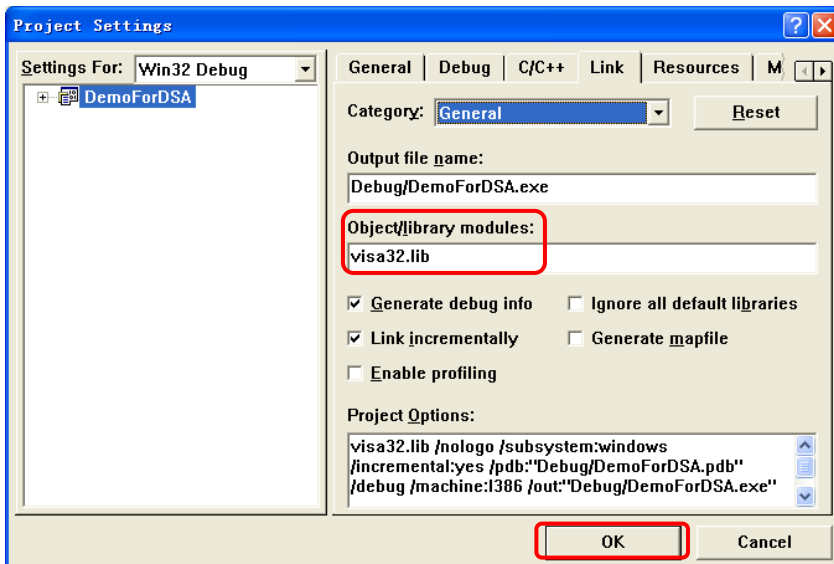 Project Settings
Settings For: Win32 Debug
DemoForDSA
General Debug C/C++ Link Resources M
Category: General Reset
Output file name:
Debug/DemoForDSA.exe
Object/library modules:
visa32.lib
Generate debug info Ignore all default libraries
Link incrementally Generate mapfile
Enable profiling
Project Options:
visa32.lib /nologo /subsystem:windows
/incremental:yes /pdb:"Debug/DemoForDSA.pdb"
/debug /machine:I386 /out:"Debug/DemoForDSA.exe"
OK Cancel